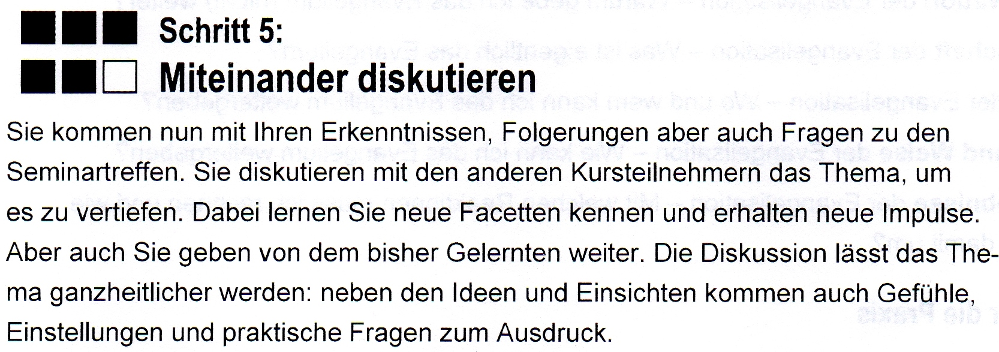 Schritt 5:
Miteinander diskutieren
Sie kommen nun mit Ihren Erkenntnissen, Folgerungen aber auch Fragen zu den
Seminartreffen. Sie diskutieren mit den anderen Kursteilnehmern das Thema, um
es zu vertiefen. Dabei lernen Sie neue Facetten kennen und erhalten neue Impulse.
Aber auch Sie geben von dem bisher Gelernten weiter. Die Diskussion lässt das The-
ma ganzheitlicher werden: neben den Ideen und Einsichten kommen auch Gefühle,
Einstellungen und praktische Fragen zum Ausdruck.